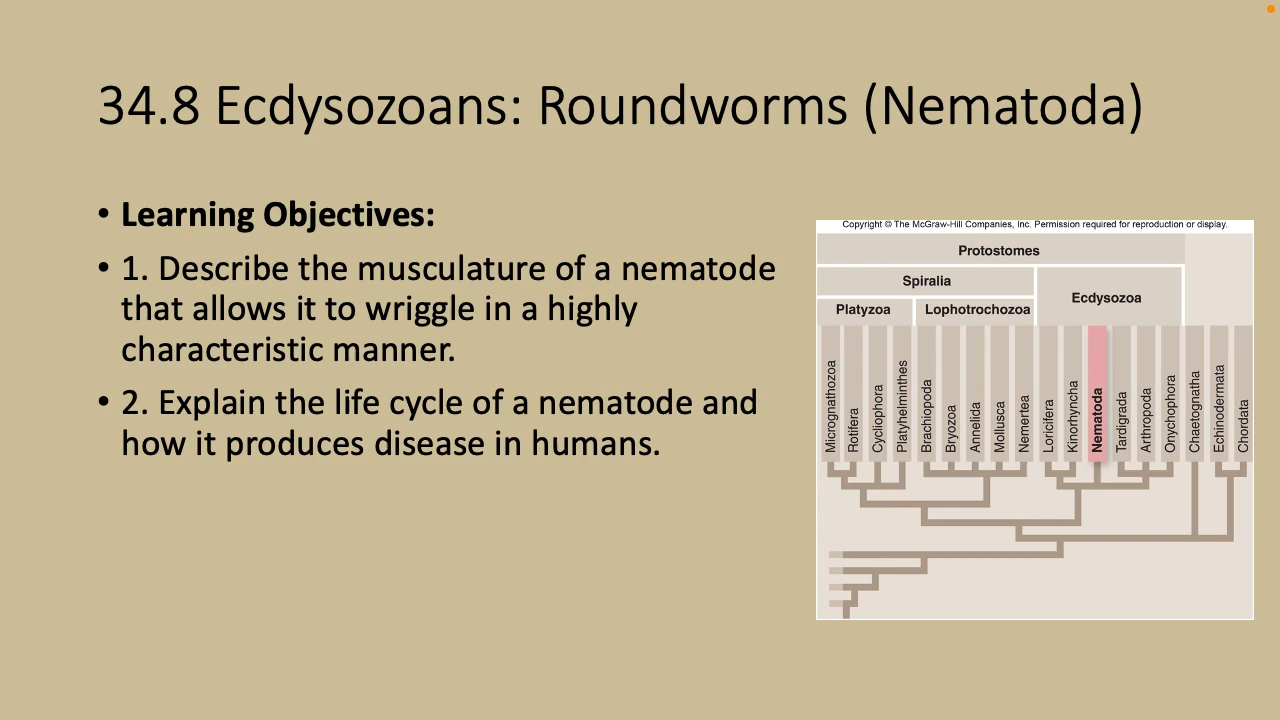 34.8 Ecdysozoans: Roundworms (Nematoda)
• Learning Objectives:
• 1. Describe the musculature of a nematode
that allows it to wriggle in a highly
characteristic manner.
• 2. Explain the life cycle of a nematode and
how it produces disease in humans.
Copyright © The McGraw-Hill Companies, Inc. Permission required for reproduction or display.
Protostomes
Spiralia
Ecdysozoa
Platyzoa
Lophotrochozoa
Micrognathozoa
Rotifera
Cycliophora
Platyhelminthes
Brachiopoda
Bryozoa
Annelida
Mollusca
Nemertea
Loricifera
Kinorhyncha
Nematoda
Tardigrada
Arthropoda
Onychophora
Chaetognatha
Echinodermata
Chordata